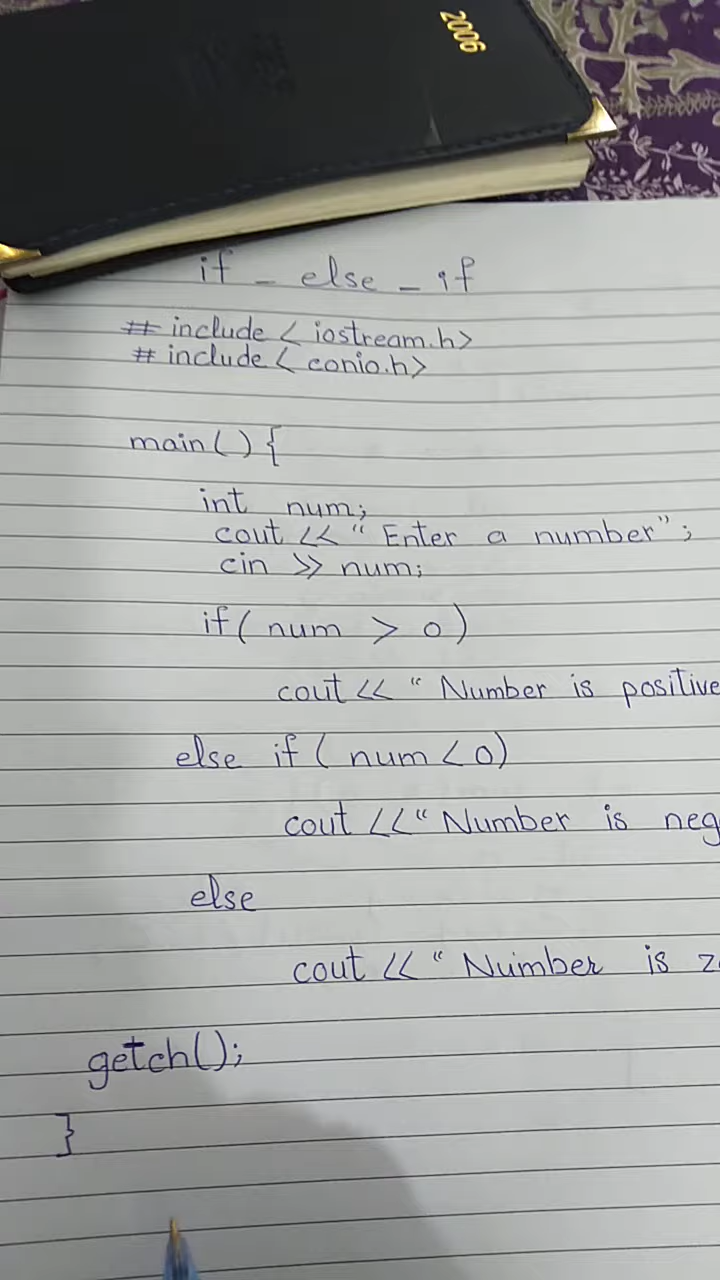 2006
if - else - if
# include < iostream.h>
# include < conio.h>
main() {
int num;
cout << " Enter a number";
cin >> num;
if( num > 0)
cout << " Number is positive
else if( num < 0)
cout << "Number is neg
else
cout << " Number is
getch();
}